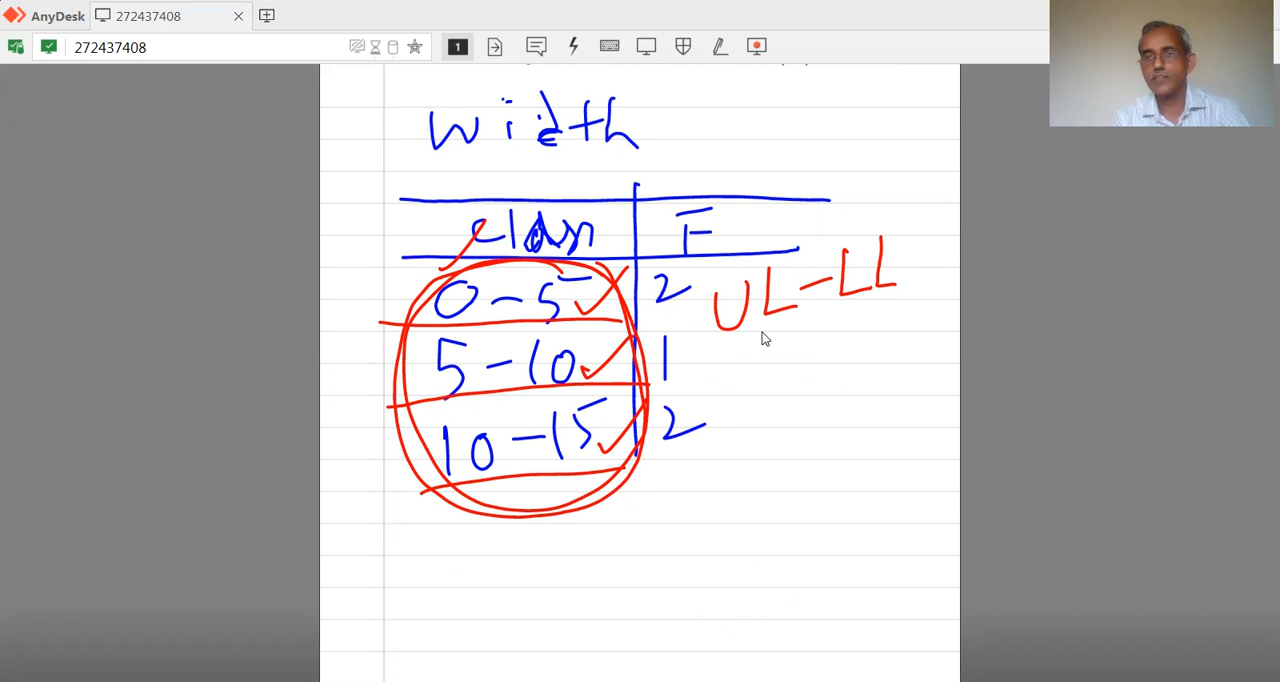 AnyDesk 272437408
272437408 1
width
class F
0-5 2 UL-LL
5-10 1
10-15 2